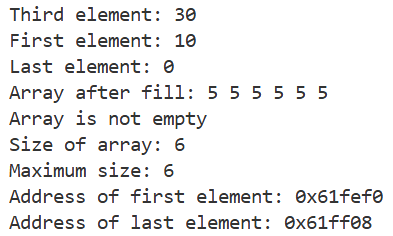 Third element: 30
First element: 10
Last element: 0
Array after fill: 5 5 5 5 5 5
Array is not empty
Size of array: 6
Maximum size: 6
Address of first element: 0x61fef0
Address of last element: 0x61ff08